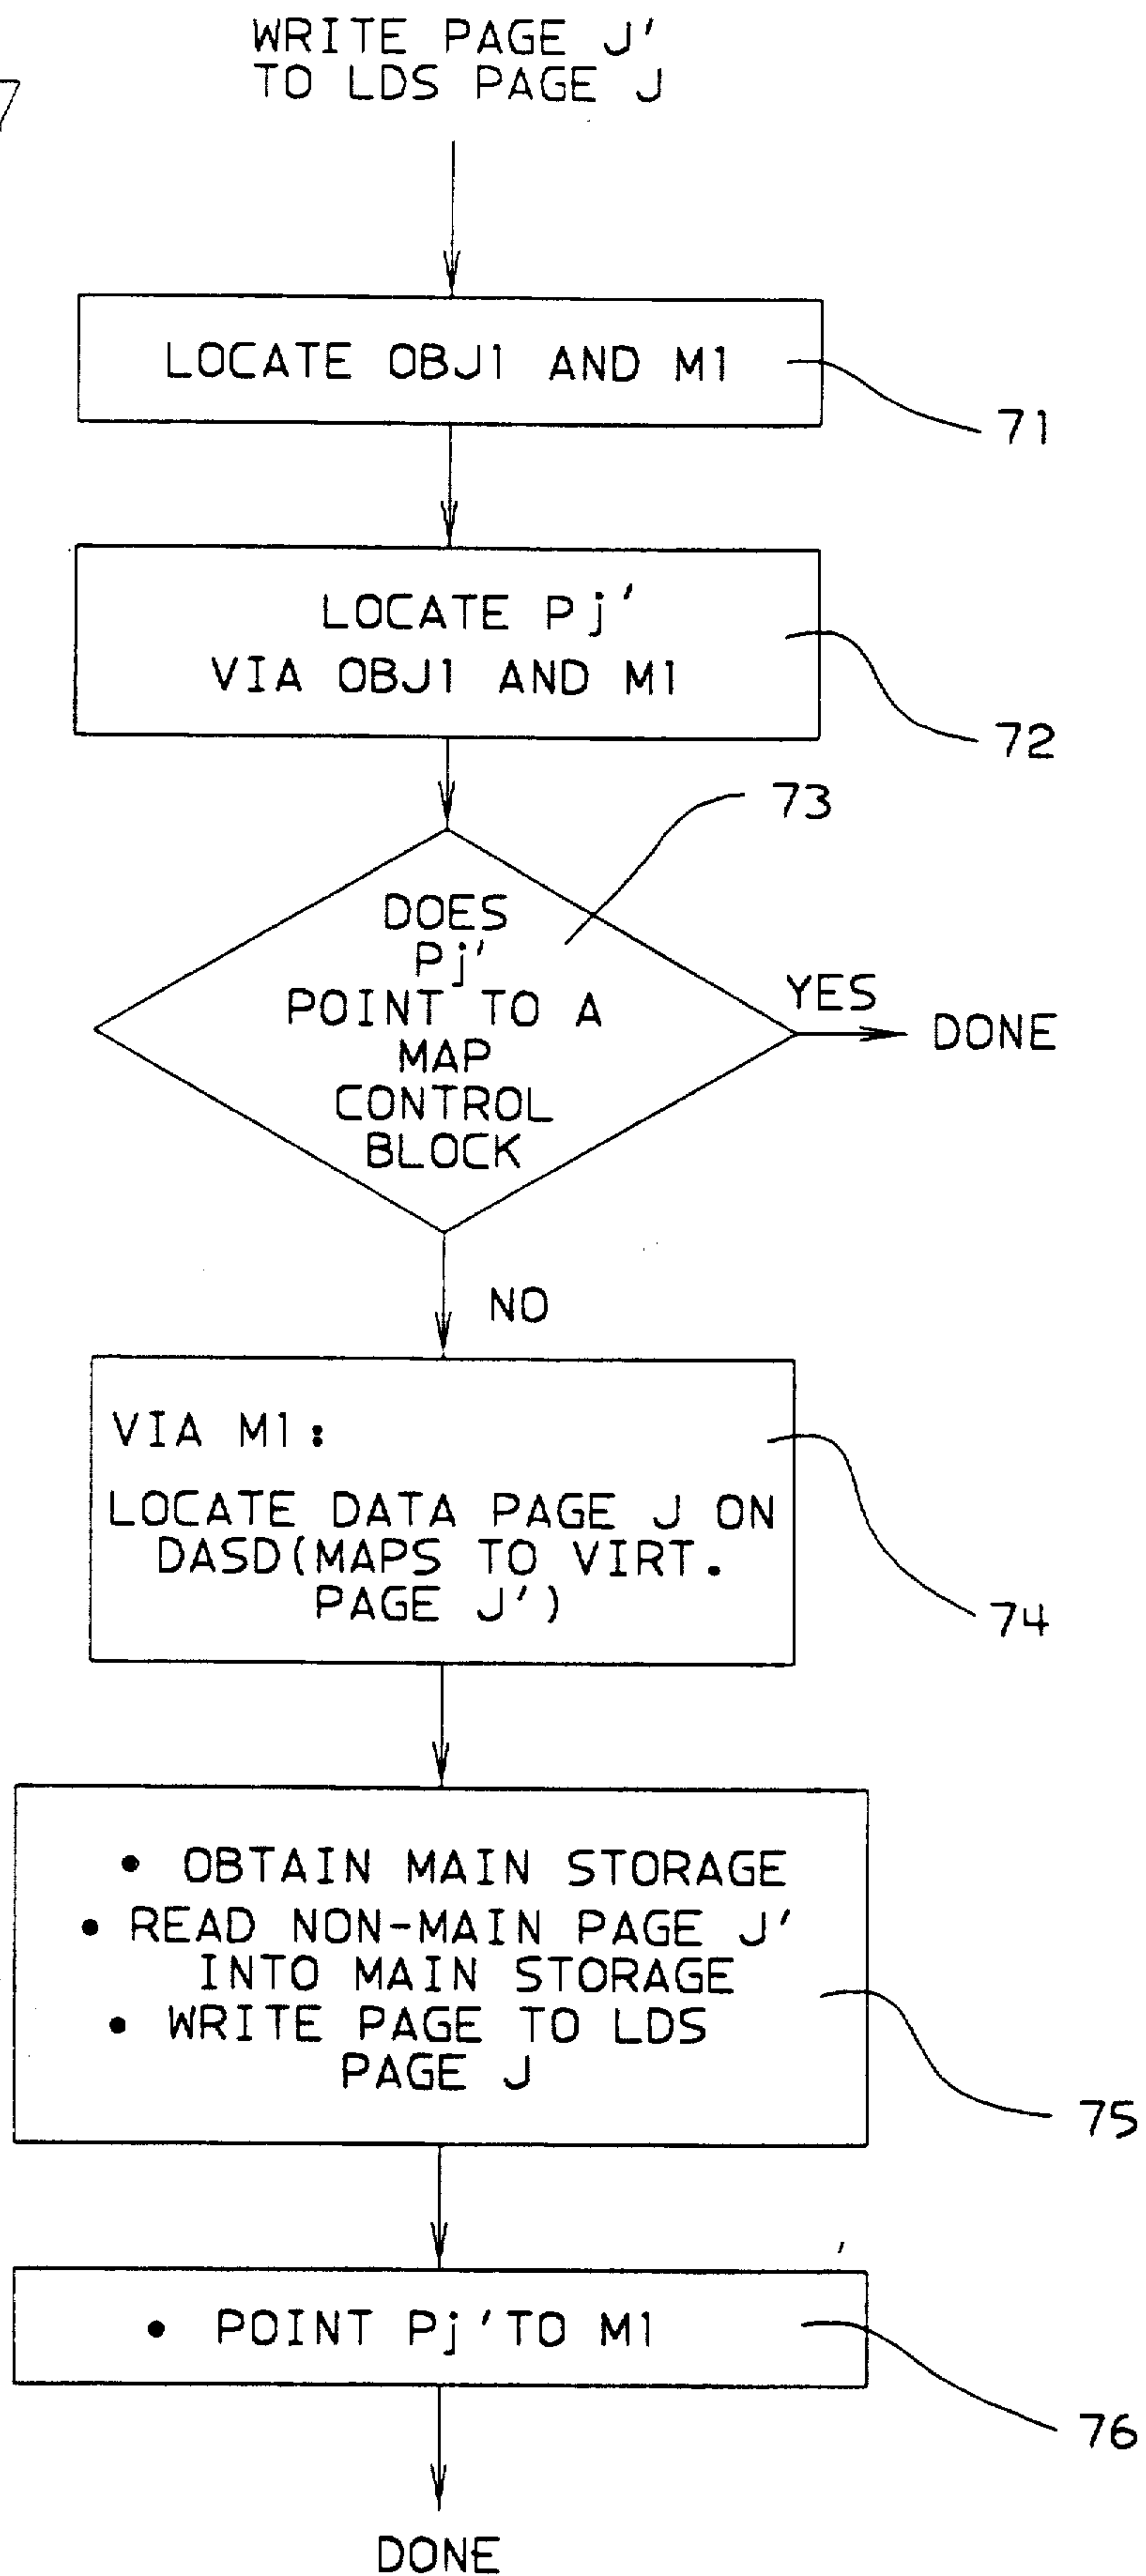 7
WRITE PAGE J'
TO LDS PAGE J
LOCATE OBJ1 AND M1
71
LOCATE Pj'
VIA OBJ1 AND M1
72
73
DOES
Pj'
POINT TO A
MAP
CONTROL
BLOCK
YES
DONE
NO
VIA M1:
LOCATE DATA PAGE J ON
DASD(MAPS TO VIRT.
PAGE J')
74
• OBTAIN MAIN STORAGE
• READ NON-MAIN PAGE J'
INTO MAIN STORAGE
• WRITE PAGE TO LDS
PAGE J
75
• POINT Pj'TO M1
76
DONE